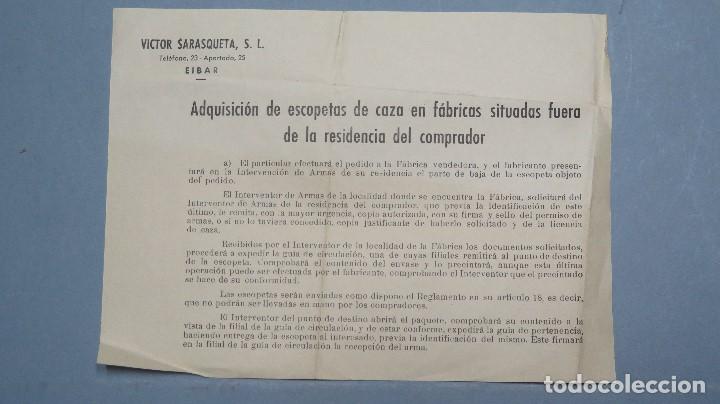 VICTOR SARASQUETA, S. L.
Teléfono, 23 - Apartado, 25
EIBAR
Adquisición de escopetas de caza en fábricas situadas fuera
de la residencia del comprador
a) El particular efectuará el pedido a la Fábrica vendedora, y el fabricante presen-
tará en la Intervención de Armas de su residencia el parte de baja de la escopeta objeto
del pedido.
El Interventor de Armas de la localidad donde se encuentra la Fábrica, solicitará del
Interventor de Armas de la residencia del comprador, que previa la identificación de este
último, le remita, con la mayor urgencia, copia autorizada, con su firma y sello del permiso de
armas, o si no lo tuviera concedido, copia justificante de haberlo solicitado y de la licencia
de caza.
Recibidos por el Interventor de la localidad de la Fábrica los documentos solicitados,
procederá a expedir la guía de circulación, una de cuyas filiales remitirá al punto de destino
de la escopeta. Comprobará el contenido del envase y lo precintará, aunque esta última
operación puede ser efectuada por el fabricante, comprobando el Interventor que el precintado
se hace de su conformidad.
Las escopetas serán enviadas como dispone el Reglamento en su artículo 18, es decir,
que no podrán ser llevadas en mano por los compradores.
El Interventor del punto de destino abrirá el paquete, comprobará su contenido a la
vista de la filial de la guía de circulación, y de estar conforme, expedirá la guía de pertenencia,
haciendo entrega de la escopeta al interesado, previa la identificación del mismo. Este firmará
en la filial de la guía de circulación la recepción del arma.
todocoleccion.net